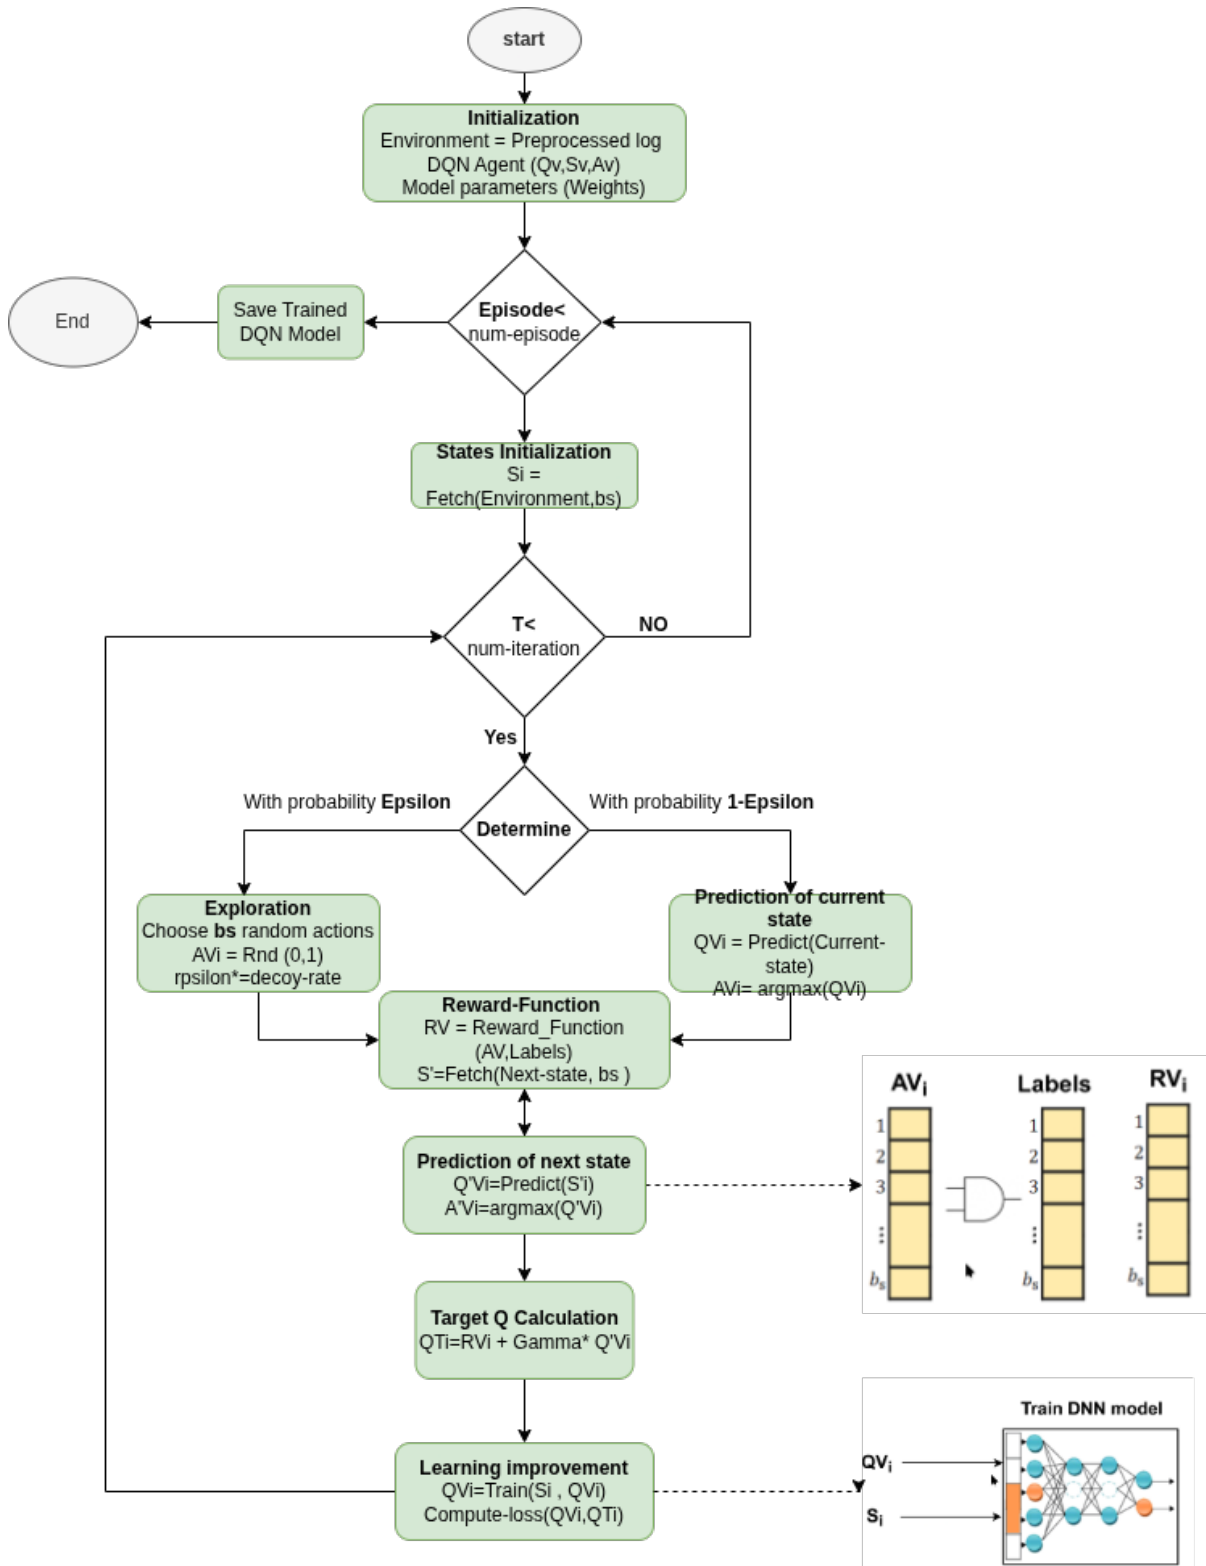 start
Initialization
Environment = Preprocessed log
DQN Agent (Qv,Sv,Av)
Model parameters (Weights)
End
Save Trained
DQN Model
Episode<
num-episode
States Initialization
Si =
Fetch(Environment,bs)
T<
num-iteration
NO
Yes
With probability Epsilon
With probability 1-Epsilon
Determine
Exploration
Choose bs random actions
AVi = Rnd (0,1)
rpsilon*=decoy-rate
Prediction of current
state
QVi = Predict(Current-
state)
AVi= argmax(QVi)
Reward-Function
RV = Reward_Function
(AV,Labels)
S'=Fetch(Next-state, bs )
Prediction of next state
Q'Vi=Predict(S'i)
A'Vi=argmax(Q'Vi)
AVi
Labels
RVi
1
1
1
2
2
2
3
3
3
⋮
⋮
⋮
bs
bs
bs
Target Q Calculation
QTi=RVi + Gamma* Q'Vi
Learning improvement
QVi=Train(Si , QVi)
Compute-loss(QVi,QTi)
Train DNN model
QVi
Si